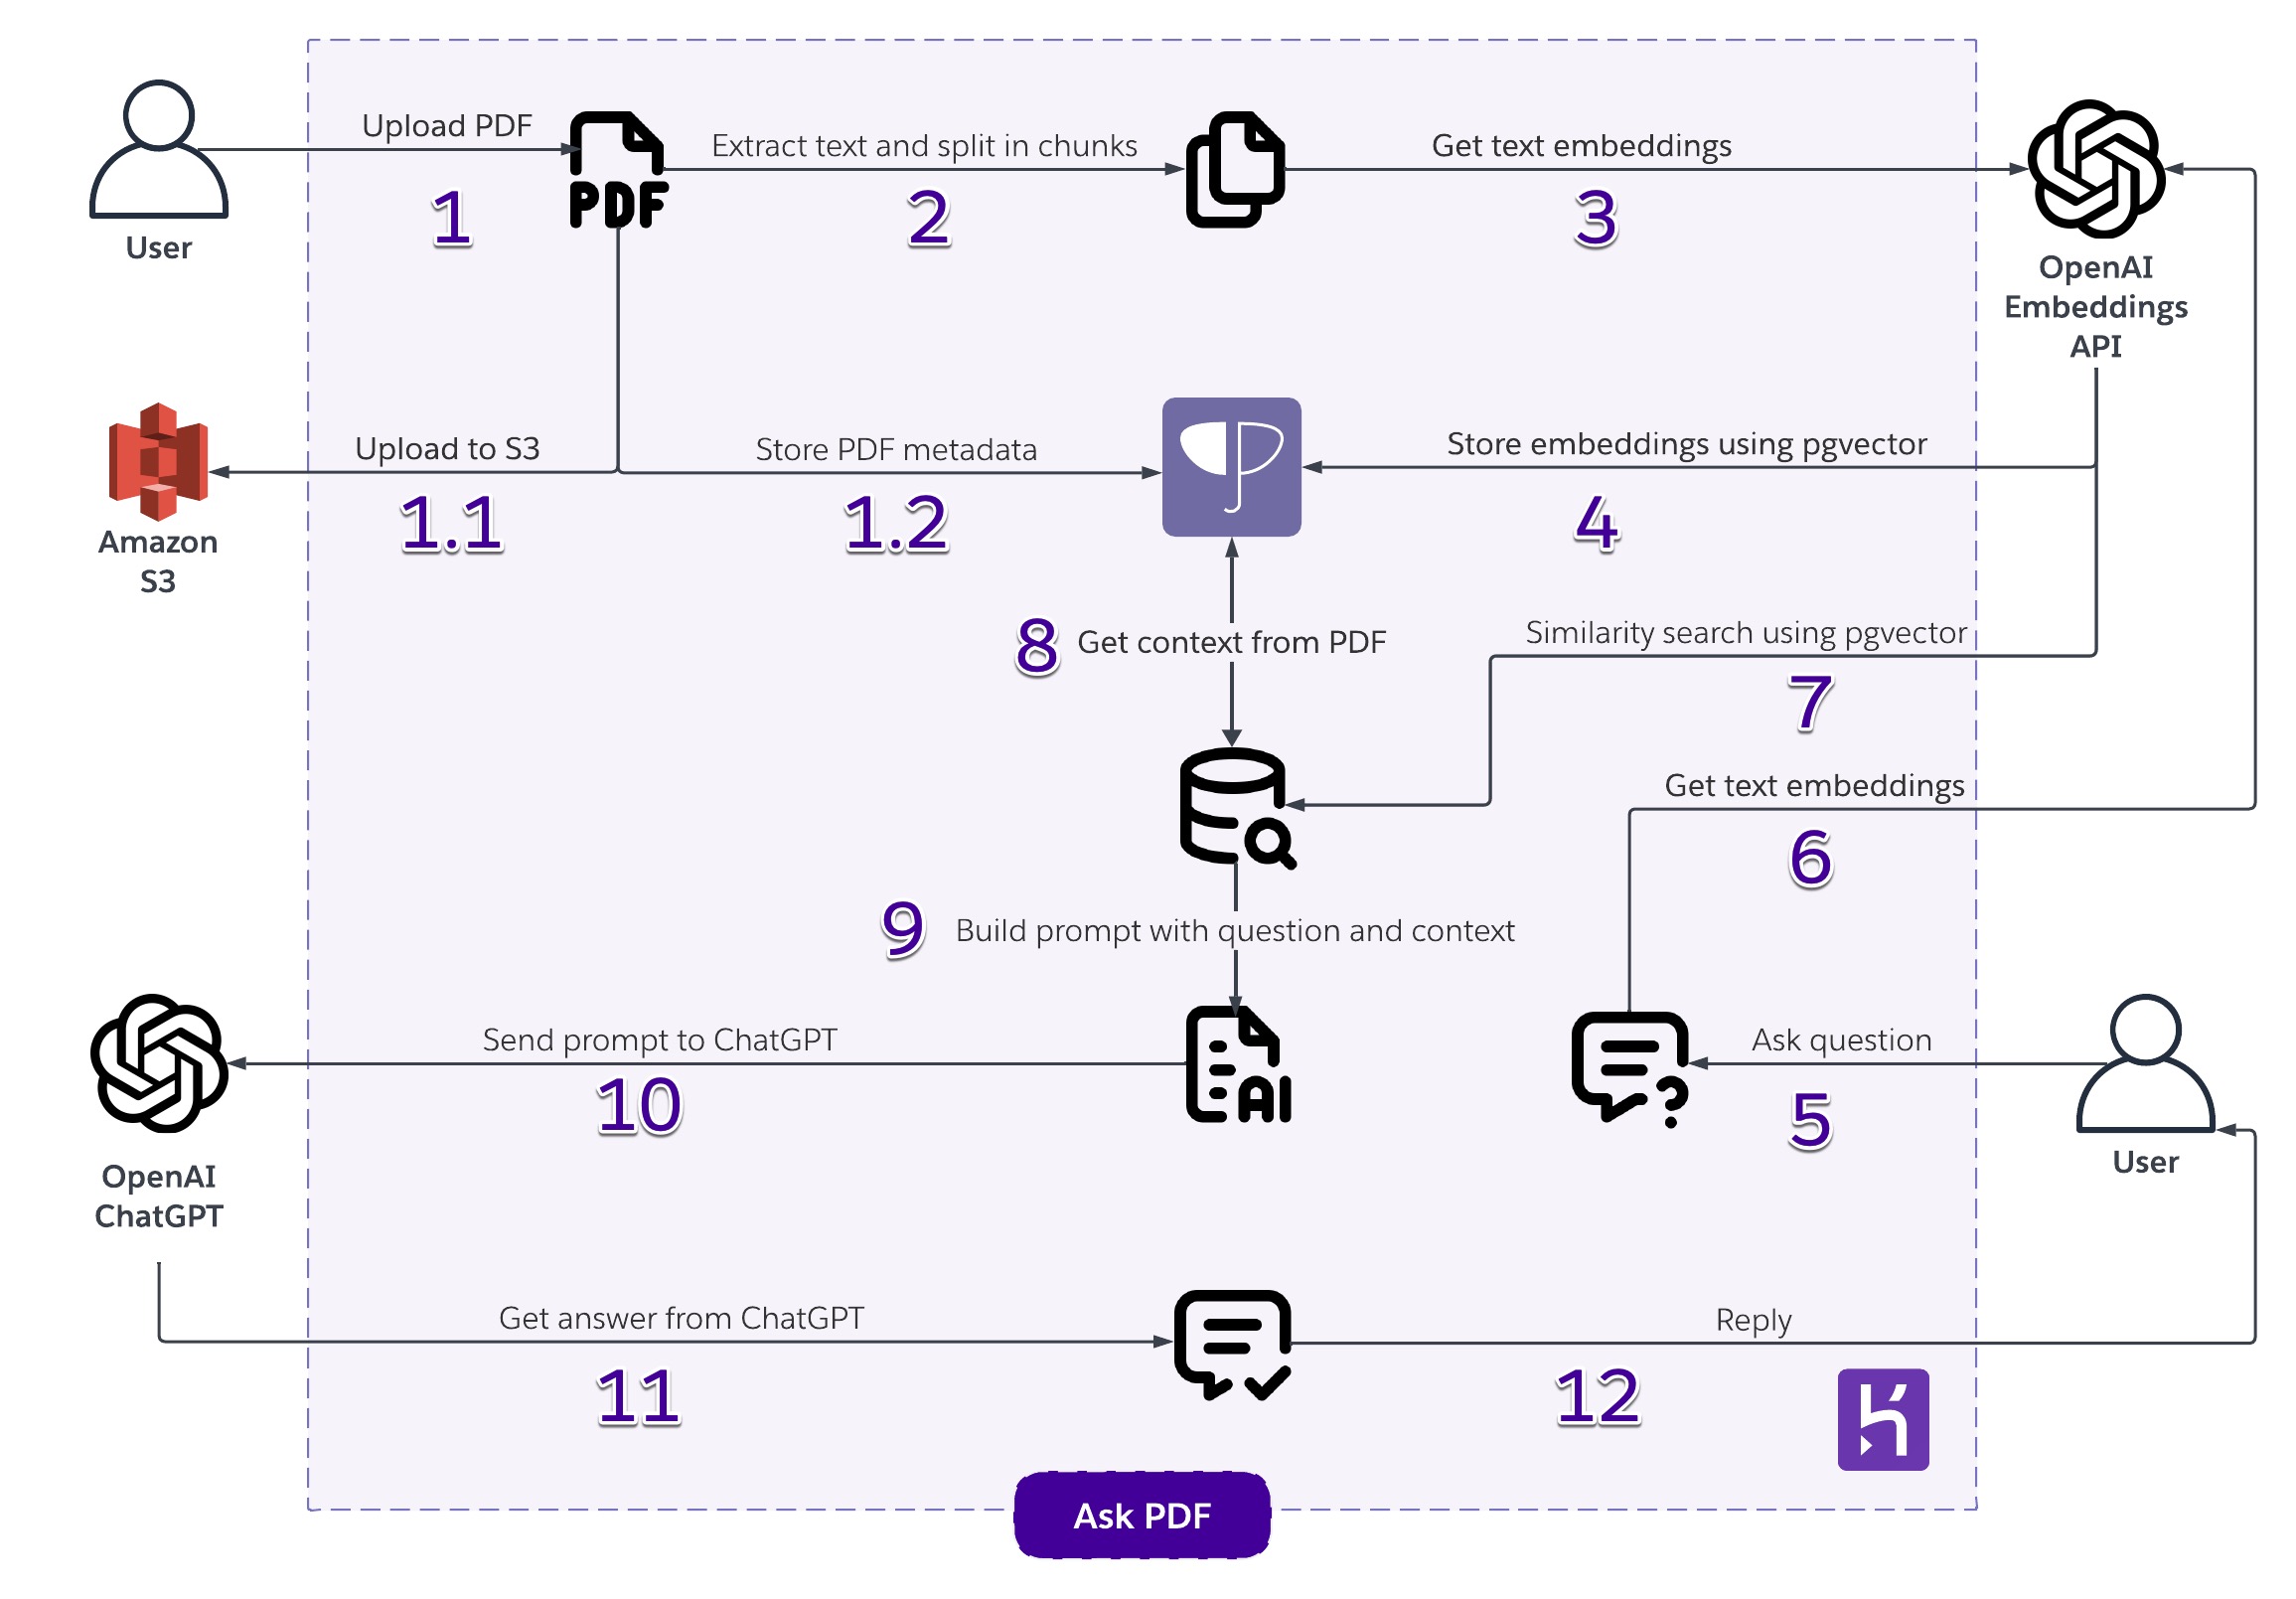 Upload PDF
1
PDF
Extract text and split in chunks
2
Get text embeddings
3
User
OpenAI
Embeddings
API
Upload to S3
1.1
Store PDF metadata
1.2
Store embeddings using pgvector
4
Amazon
S3
8
Get context from PDF
Similarity search using pgvector
7
Get text embeddings
6
9
Build prompt with question and context
Send prompt to ChatGPT
10
AI
?
Ask question
5
User
OpenAI
ChatGPT
Get answer from ChatGPT
11
Reply
12
Ask PDF